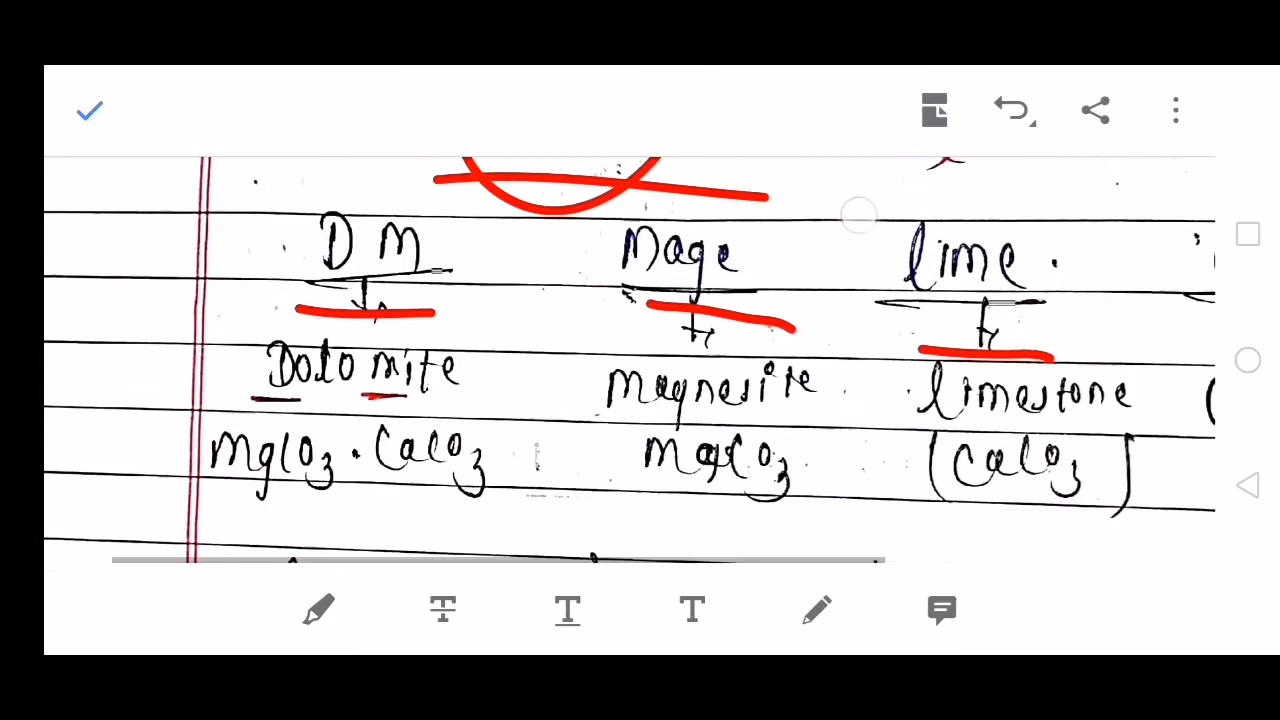 D M Mage lime .
Dolomite Magnesite limestone (
MgCO3 . CaCO3 MgCO3 (CaCO3)